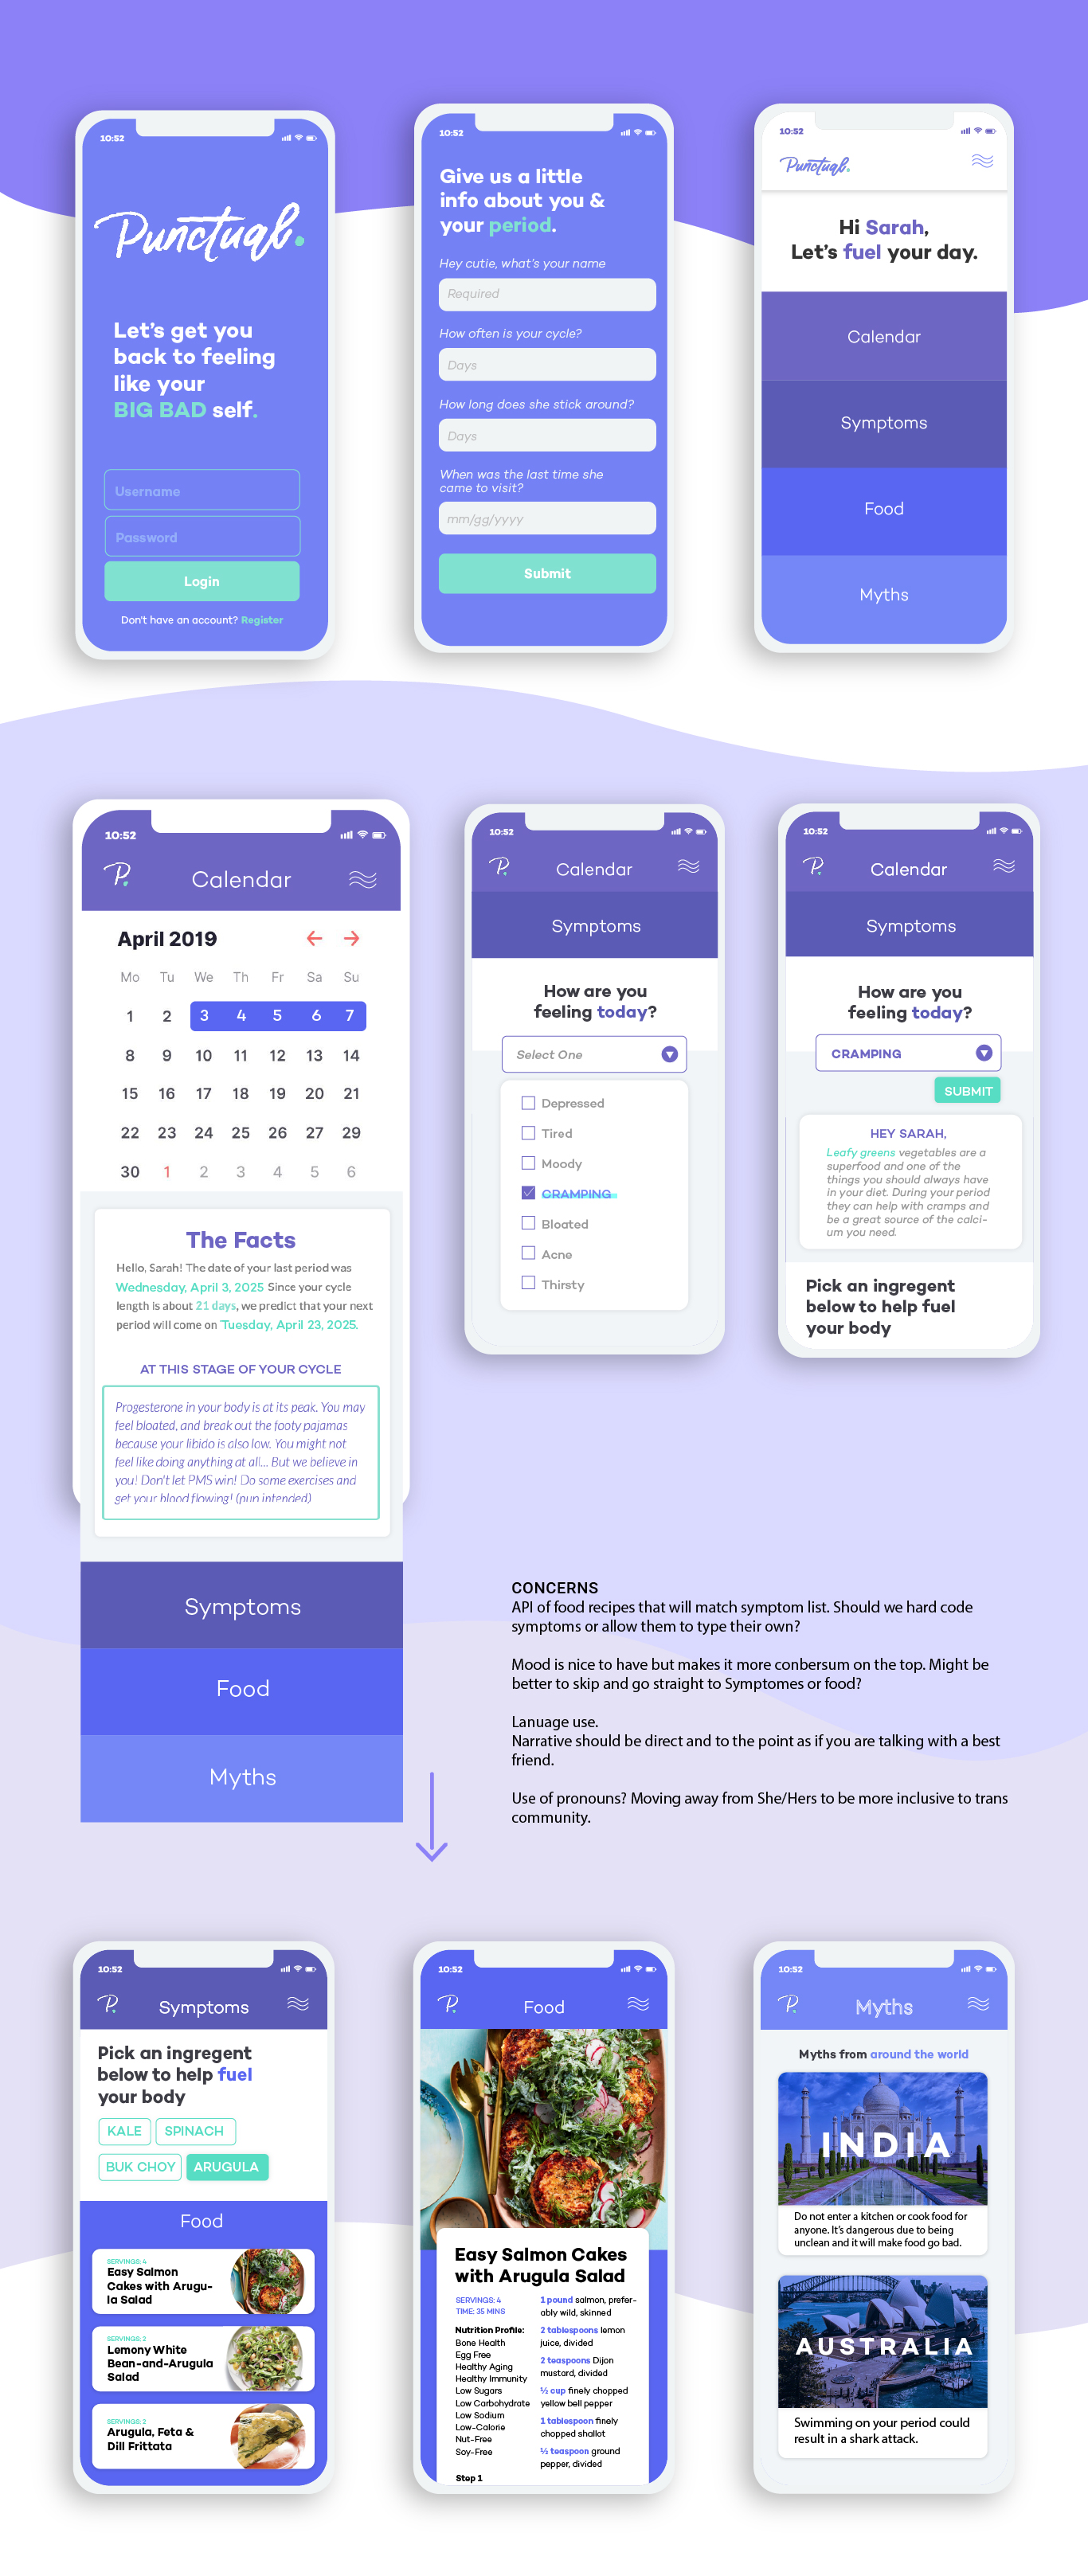 10:52
Punctual.
Let's get you
back to feeling
like your
BIG BAD self.
Username
Password
Login
Don't have an account? Register
10:52
Give us a little
info about you &
your period.
Hey cutie, what's your name
Required
How often is your cycle?
Days
How long does she stick around?
Days
When was the last time she
came to visit?
mm/gg/yyyy
Submit
10:52
Punctual.
Hi Sarah,
Let's fuel your day.
Calendar
Symptoms
Food
Myths
10:52
P. Calendar
April 2019
Mo Tu We Th Fr Sa Su
1 2 3 4 5 6 7
8 9 10 11 12 13 14
15 16 17 18 19 20 21
22 23 24 25 26 27 29
30 1 2 3 4 5 6
The Facts
Hello, Sarah! The date of your last period was
Wednesday, April 3, 2025 Since your cycle
length is about 21 days, we predict that your next
period will come on Tuesday, April 23, 2025.
AT THIS STAGE OF YOUR CYCLE
Progesterone in your body is at its peak. You may
feel bloated, and break out the footy pajamas
because your libido is also low. You might not
feel like doing anything at all... But we believe in
you! Don't let PMS win! Do some exercises and
get your blood flowing! (pun intended)
Symptoms
Food
Myths
10:52
P. Calendar
Symptoms
How are you
feeling today?
Select One
Depressed
Tired
Moody
CRAMPING
Bloated
Acne
Thirsty
10:52
P. Calendar
Symptoms
How are you
feeling today?
CRAMPING
SUBMIT
HEY SARAH,
Leafy greens vegetables are a
superfood and one of the
things you should always have
in your diet. During your period
they can help with cramps and
be a great source of the calci-
um you need.
Pick an ingregent
below to help fuel
your body
CONCERNS
API of food recipes that will match symptom list. Should we hard code
symptoms or allow them to type their own?
Mood is nice to have but makes it more conbersum on the top. Might be
better to skip and go straight to Symptomes or food?
Lanuage use.
Narrative should be direct and to the point as if you are talking with a best
friend.
Use of pronouns? Moving away from She/Hers to be more inclusive to trans
community.
10:52
P. Symptoms
Pick an ingregent
below to help fuel
your body
KALE SPINACH
BUK CHOY ARUGULA
Food
SERVINGS: 4
Easy Salmon
Cakes with Arugu-
la Salad
SERVINGS: 2
Lemony White
Bean-and-Arugula
Salad
SERVINGS: 2
Arugula, Feta &
Dill Frittata
10:52
P. Food
Easy Salmon Cakes
with Arugula Salad
SERVINGS: 4
TIME: 35 MINS
Nutrition Profile:
Bone Health
Egg Free
Healthy Aging
Healthy Immunity
Low Sugars
Low Carbohydrate
Low Sodium
Low-Calorie
Nut-Free
Soy-Free
Step 1
1 pound salmon, prefer-
ably wild, skinned
2 tablespoons lemon
juice, divided
2 teaspoons Dijon
mustard, divided
½ cup finely chopped
yellow bell pepper
1 tablespoon finely
chopped shallot
½ teaspoon ground
pepper, divided
10:52
P. Myths
Myths from around the world
INDIA
Do not enter a kitchen or cook food for
anyone. It's dangerous due to being
unclean and it will make food go bad.
AUSTRALIA
Swimming on your period could
result in a shark attack.